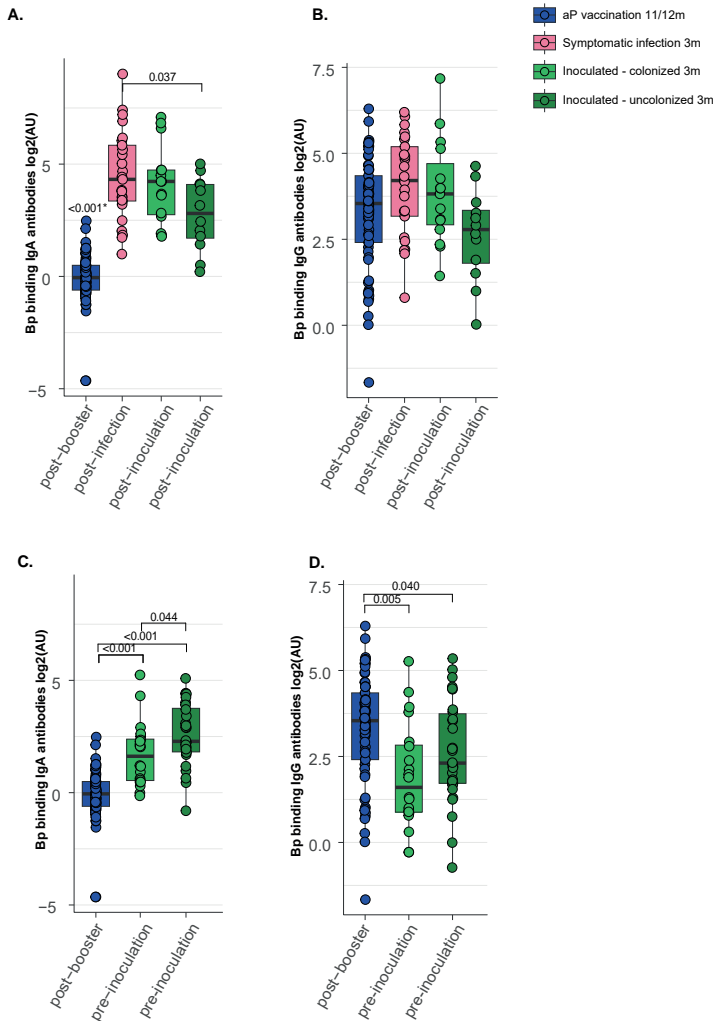 A.
B.
aP vaccination 11/12m
Symptomatic infection 3m
Inoculated - colonized 3m
Inoculated - uncolonized 3m
Bp binding IgA antibodies log2(AU)
5
0
−5
0.037
<0.001*
post−booster
post−infection
post−inoculation
post−inoculation
Bp binding IgG antibodies log2(AU)
7.5
5.0
2.5
0.0
post−booster
post−infection
post−inoculation
post−inoculation
C.
D.
Bp binding IgA antibodies log2(AU)
5
0
−5
0.044
<0.001
<0.001
post−booster
pre−inoculation
pre−inoculation
Bp binding IgG antibodies log2(AU)
7.5
5.0
2.5
0.0
0.040
0.005
post−booster
pre−inoculation
pre−inoculation